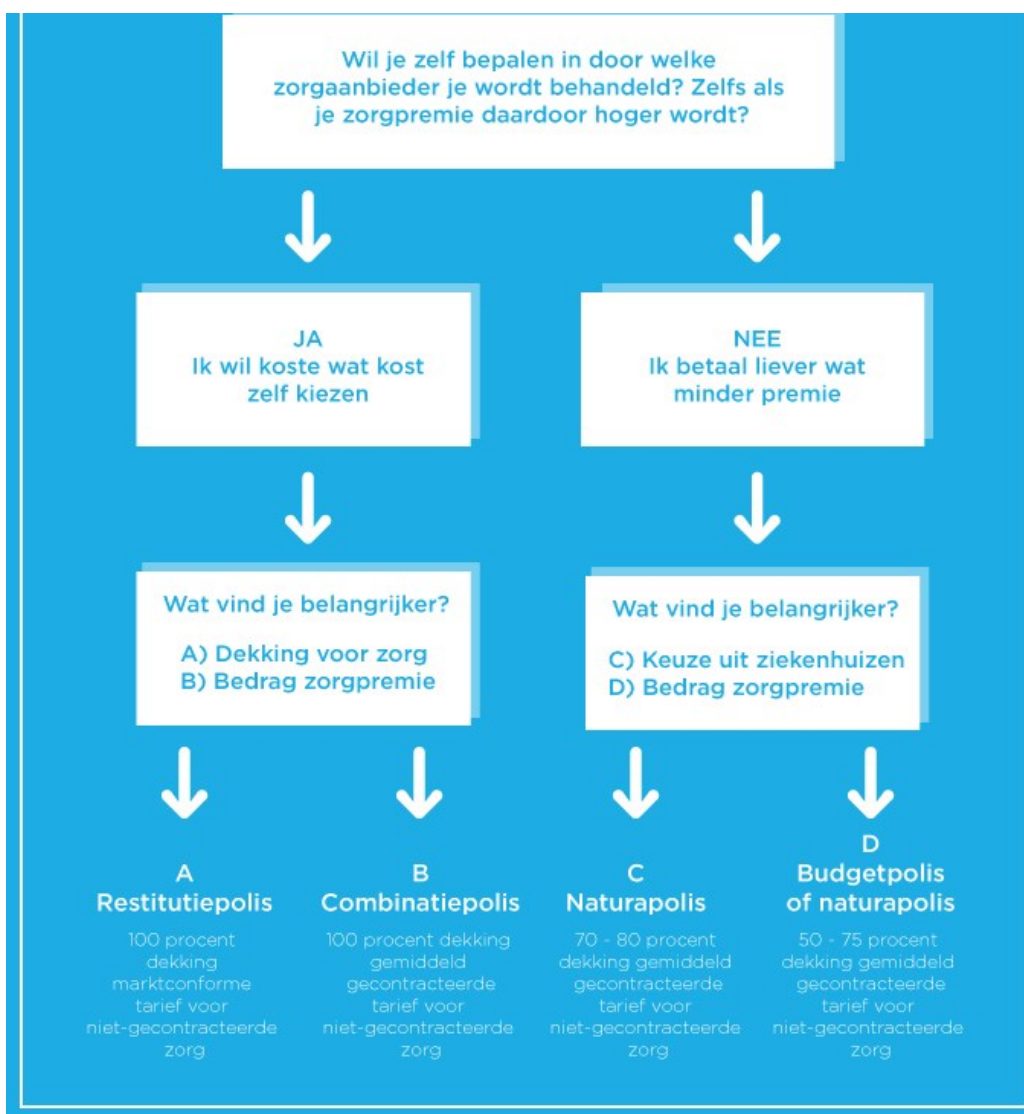 Wil je zelf bepalen in door welke
zorgaanbieder je wordt behandeld? Zelfs als
je zorgpremie daardoor hoger wordt?
JA
Ik wil koste wat kost
zelf kiezen
NEE
Ik betaal liever wat
minder premie
Wat vind je belangrijker?
A) Dekking voor zorg
B) Bedrag zorgpremie
Wat vind je belangrijker?
C) Keuze uit ziekenhuizen
D) Bedrag zorgpremie
A
Restitutiepolis
100 procent
dekking
marktconforme
tarief voor
niet-gecontracteerde
zorg
B
Combinatiepolis
100 procent dekking
gemiddeld
gecontracteerde
tarief voor
niet-gecontracteerde
zorg
C
Naturapolis
70 - 80 procent
dekking gemiddeld
gecontracteerde
tarief voor
niet-gecontracteerde
zorg
D
Budgetpolis
of naturapolis
50 - 75 procent
dekking gemiddeld
gecontracteerde
tarief voor
niet-gecontracteerde
zorg